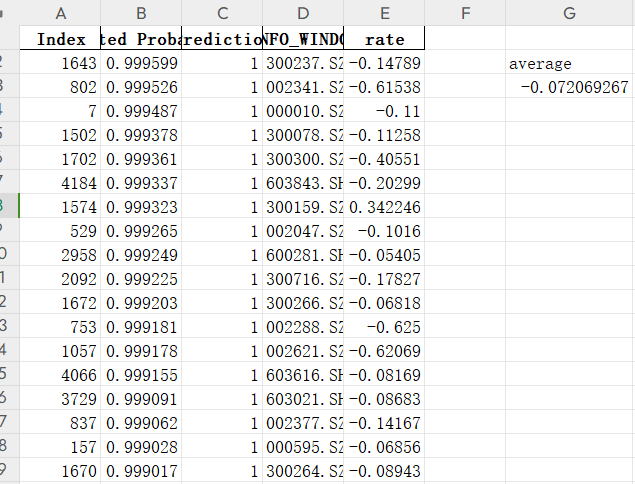 A B C D E F G
Index ted Proba redictio NFO_WINDO rate
2 1643 0.999599 1 300237.SZ -0.14789 average
3 802 0.999526 1 002341.SZ -0.61538 -0.072069267
4 7 0.999487 1 000010.SZ -0.11
5 1502 0.999378 1 300078.SZ -0.11258
6 1702 0.999361 1 300300.SZ -0.40551
7 4184 0.999337 1 603843.SH -0.20299
8 1574 0.999323 1 300159.SZ 0.342246
9 529 0.999265 1 002047.SZ -0.1016
0 2958 0.999249 1 600281.SH -0.05405
1 2092 0.999225 1 300716.SZ -0.17827
2 1672 0.999203 1 300266.SZ -0.06818
3 753 0.999181 1 002288.SZ -0.625
4 1057 0.999178 1 002621.SZ -0.62069
5 4066 0.999155 1 603616.SH -0.08169
6 3729 0.999091 1 603021.SH -0.08683
7 837 0.999062 1 002377.SZ -0.14167
8 157 0.999028 1 000595.SZ -0.06856
9 1670 0.999017 1 300264.SZ -0.08943